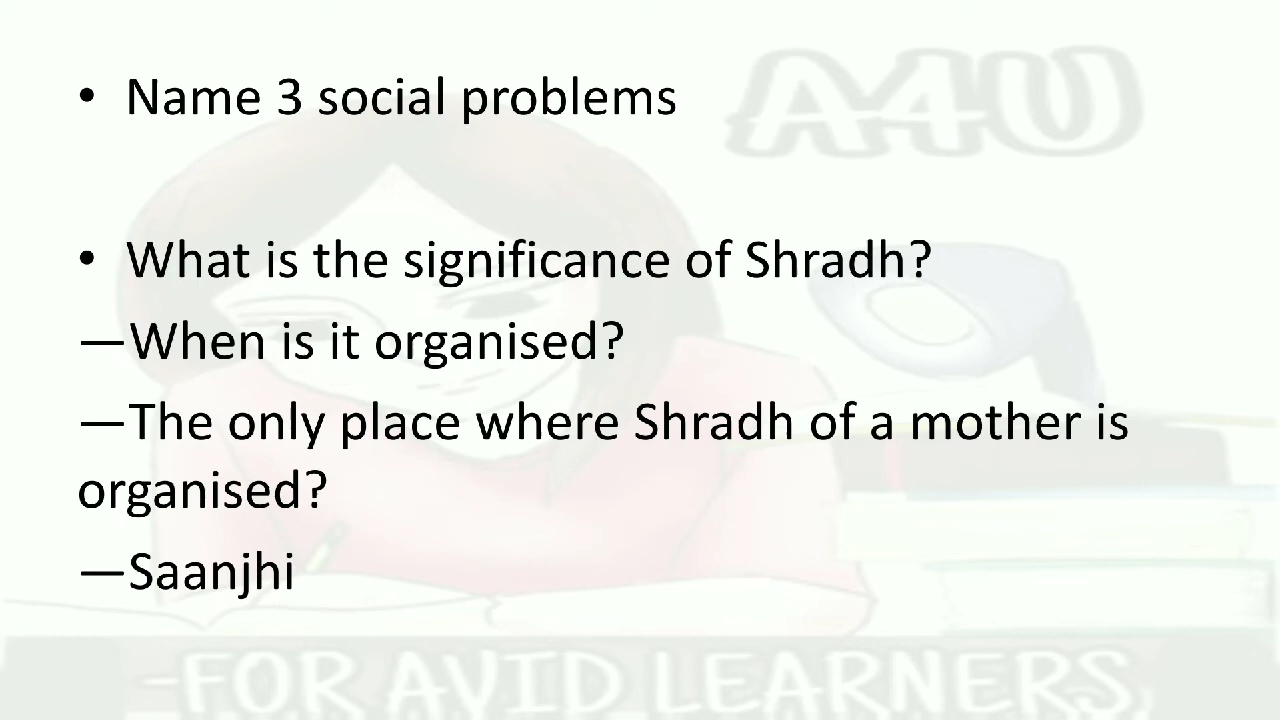 A4U
• Name 3 social problems
• What is the significance of Shradh?
—When is it organised?
—The only place where Shradh of a mother is
organised?
—Saanjhi
-FOR AVID LEARNERS